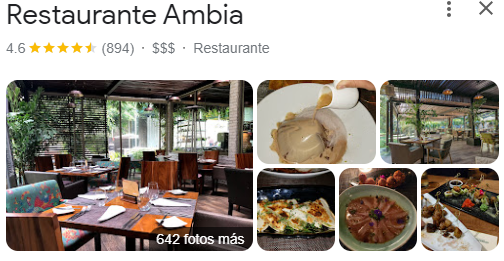 Restaurante Ambia
4.6 (894) · $$$ · Restaurante
642 fotos más